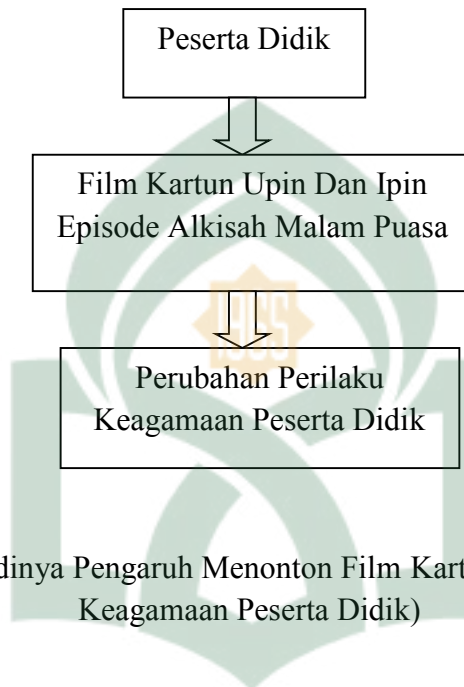 Peserta Didik
Film Kartun Upin Dan Ipin
Episode Alkisah Malam Puasa
1965
Perubahan Perilaku
Keagamaan Peserta Didik
Pengaruh Menonton Film
Keagamaan Peserta Didik)